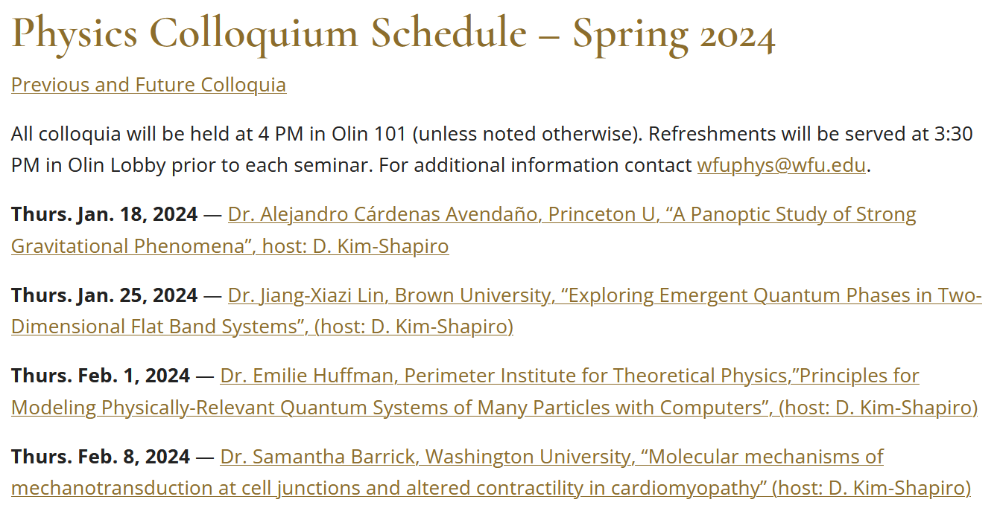 Physics Colloquium Schedule – Spring 2024
Previous and Future Colloquia
All colloquia will be held at 4 PM in Olin 101 (unless noted otherwise). Refreshments will be served at 3:30
PM in Olin Lobby prior to each seminar. For additional information contact wfuphys@wfu.edu.
Thurs. Jan. 18, 2024 — Dr. Alejandro Cárdenas Avendaño, Princeton U, “A Panoptic Study of Strong
Gravitational Phenomena”, host: D. Kim-Shapiro
Thurs. Jan. 25, 2024 — Dr. Jiang-Xiazi Lin, Brown University, “Exploring Emergent Quantum Phases in Two-
Dimensional Flat Band Systems”, (host: D. Kim-Shapiro)
Thurs. Feb. 1, 2024 — Dr. Emilie Huffman, Perimeter Institute for Theoretical Physics,”Principles for
Modeling Physically-Relevant Quantum Systems of Many Particles with Computers”, (host: D. Kim-Shapiro)
Thurs. Feb. 8, 2024 — Dr. Samantha Barrick, Washington University, “Molecular mechanisms of
mechanotransduction at cell junctions and altered contractility in cardiomyopathy” (host: D. Kim-Shapiro)